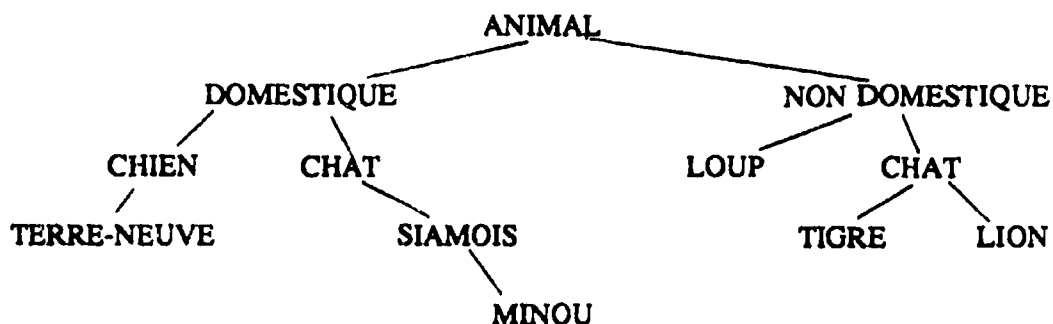 ANIMAL
DOMESTIQUE NON DOMESTIQUE
CHIEN CHAT LOUP CHAT
TERRE-NEUVE SIAMOIS TIGRE LION
MINOU